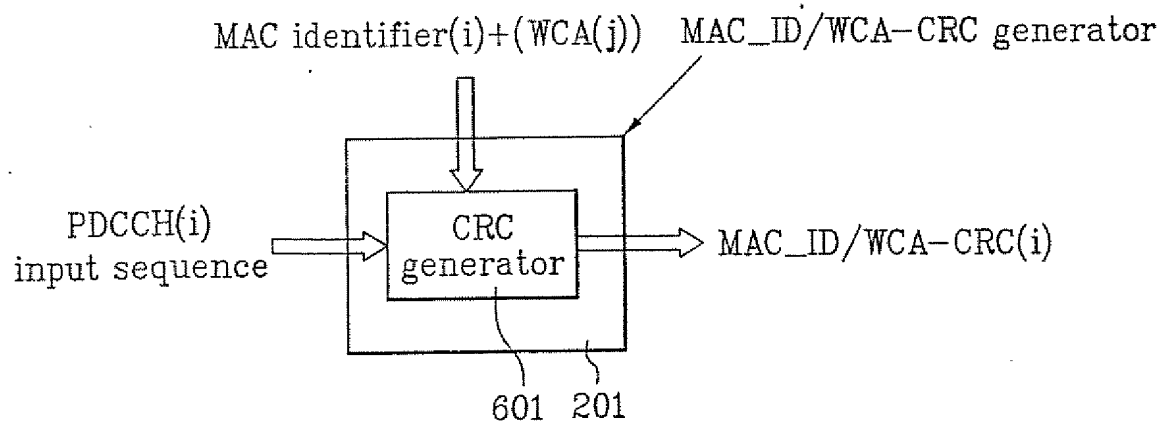 MAC identifier(i)+(WCA(j))
MAC_ID/WCA-CRC generator
PDCCH(i)
input sequence
CRC
generator
MAC_ID/WCA-CRC(i)
601
201